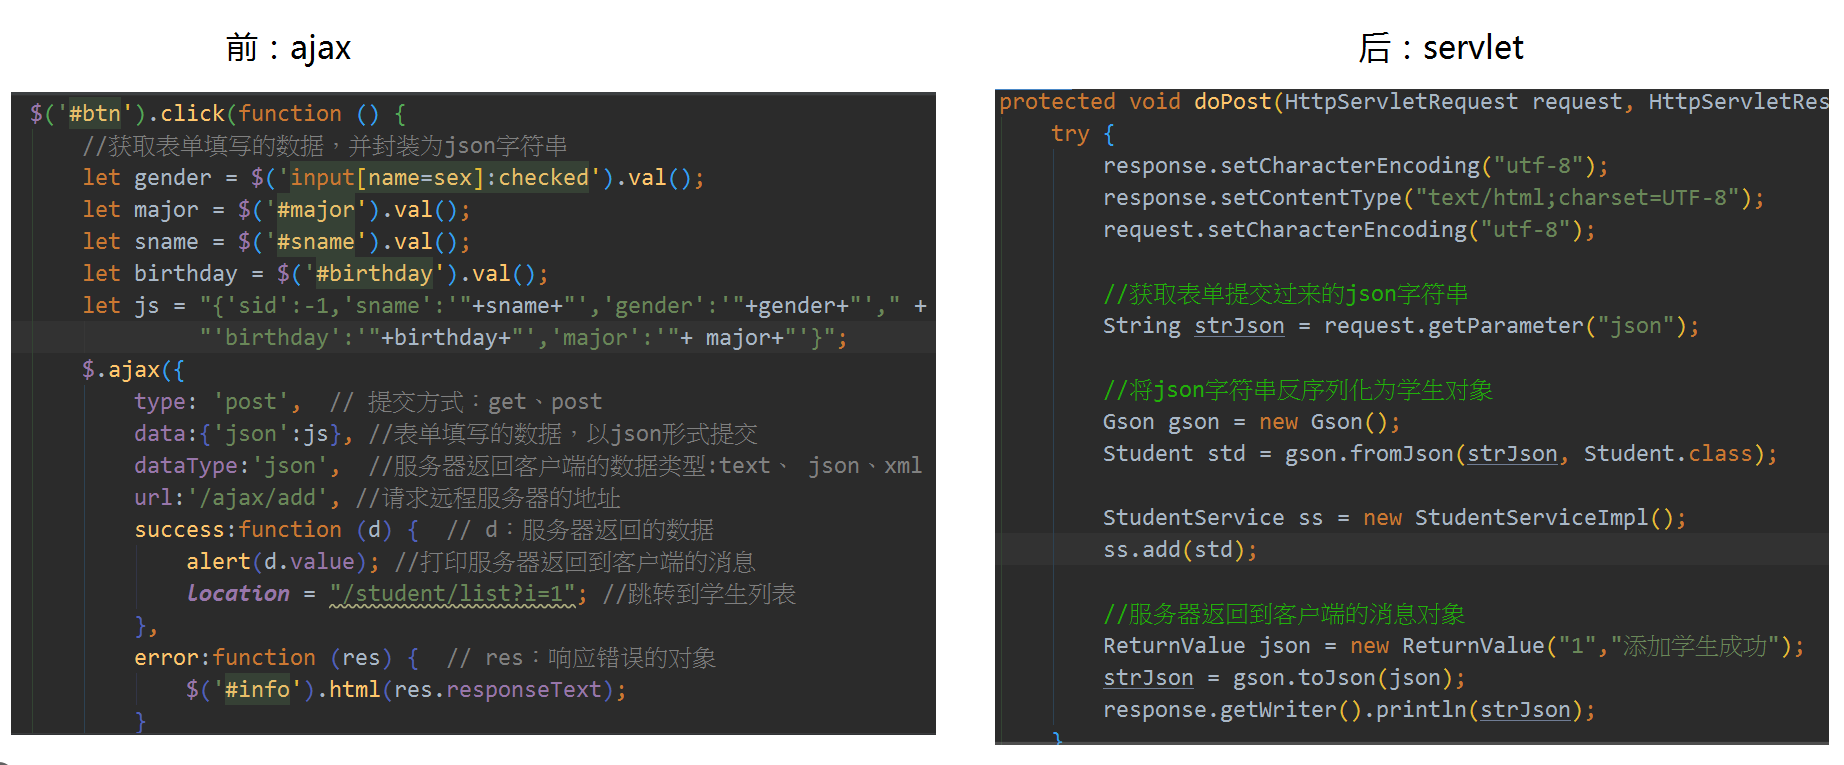 前：ajax
$('#btn').click(function () {
//获取表单填写的数据，并封装为json字符串
let gender = $('input[name=sex]:checked').val();
let major = $('#major').val();
let sname = $('#sname').val();
let birthday = $('#birthday').val();
let js = "{'sid':-1,'sname':'"+sname+"','gender':'"+gender+"'," +
"'birthday':'"+birthday+"','major':'"+ major+"'}";
$.ajax({
type: 'post',  // 提交方式：get、post
data:{'json':js}, //表单填写的数据，以json形式提交
dataType:'json',  //服务器返回客户端的数据类型:text、 json、xml
url:'/ajax/add', //请求远程服务器的地址
success:function (d) {  // d：服务器返回的数据
alert(d.value); //打印服务器返回到客户端的消息
location = "/student/list?i=1"; //跳转到学生列表
},
error:function (res) {  // res：响应错误的对象
$('#info').html(res.responseText);
}
后：servlet
protected void doPost(HttpServletRequest request, HttpServletRes
try {
response.setCharacterEncoding("utf-8");
response.setContentType("text/html;charset=UTF-8");
request.setCharacterEncoding("utf-8");
//获取表单提交过来的json字符串
String strJson = request.getParameter("json");
//将json字符串反序列化为学生对象
Gson gson = new Gson();
Student std = gson.fromJson(strJson, Student.class);
StudentService ss = new StudentServiceImpl();
ss.add(std);
//服务器返回到客户端的消息对象
ReturnValue json = new ReturnValue("1","添加学生成功");
strJson = gson.toJson(json);
response.getWriter().println(strJson);
}